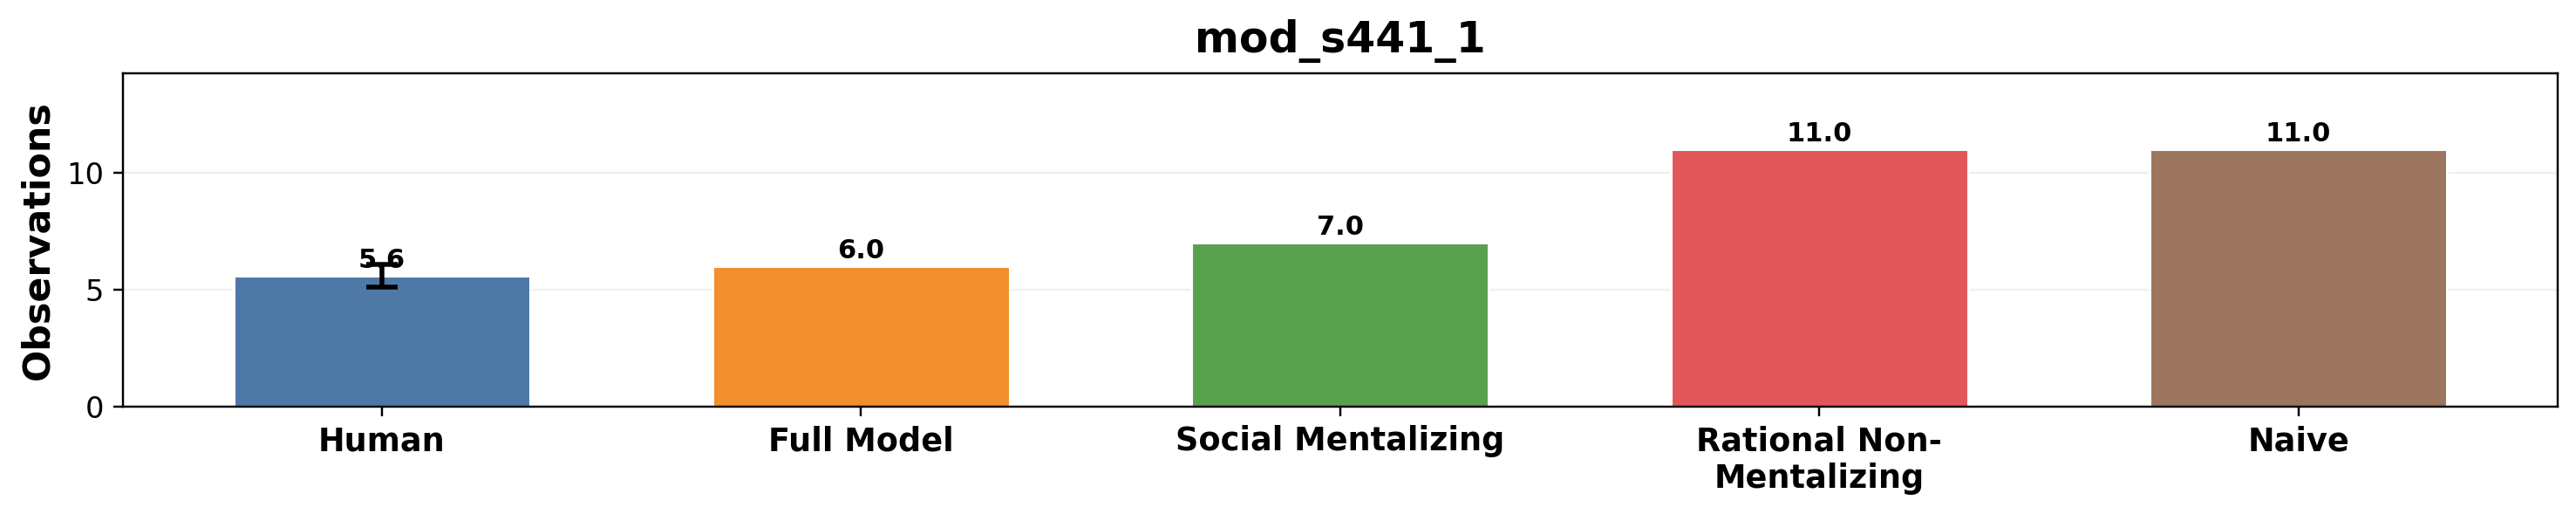 mod_s441_1
Observations
10
5
0
5.6
6.0
7.0
11.0
11.0
Human
Full Model
Social Mentalizing
Rational Non-
Mentalizing
Naive